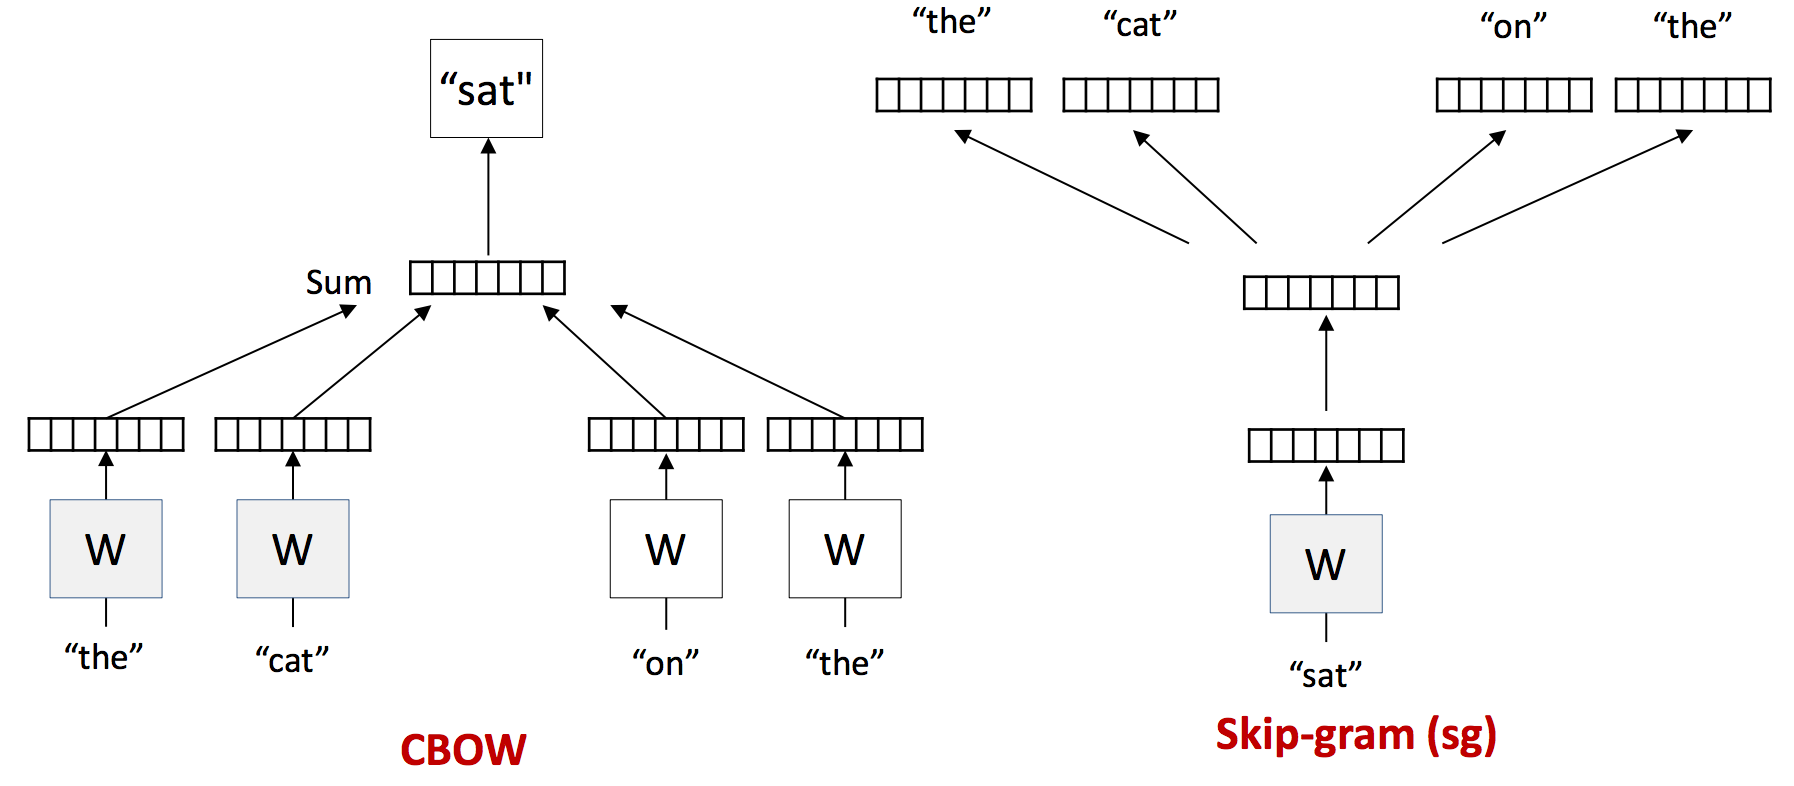 “sat"
Sum
W
W
W
W
“the”
“cat”
“on”
“the”
CBOW
“the”
“cat”
“on”
“the”
W
“sat”
Skip-gram (sg)